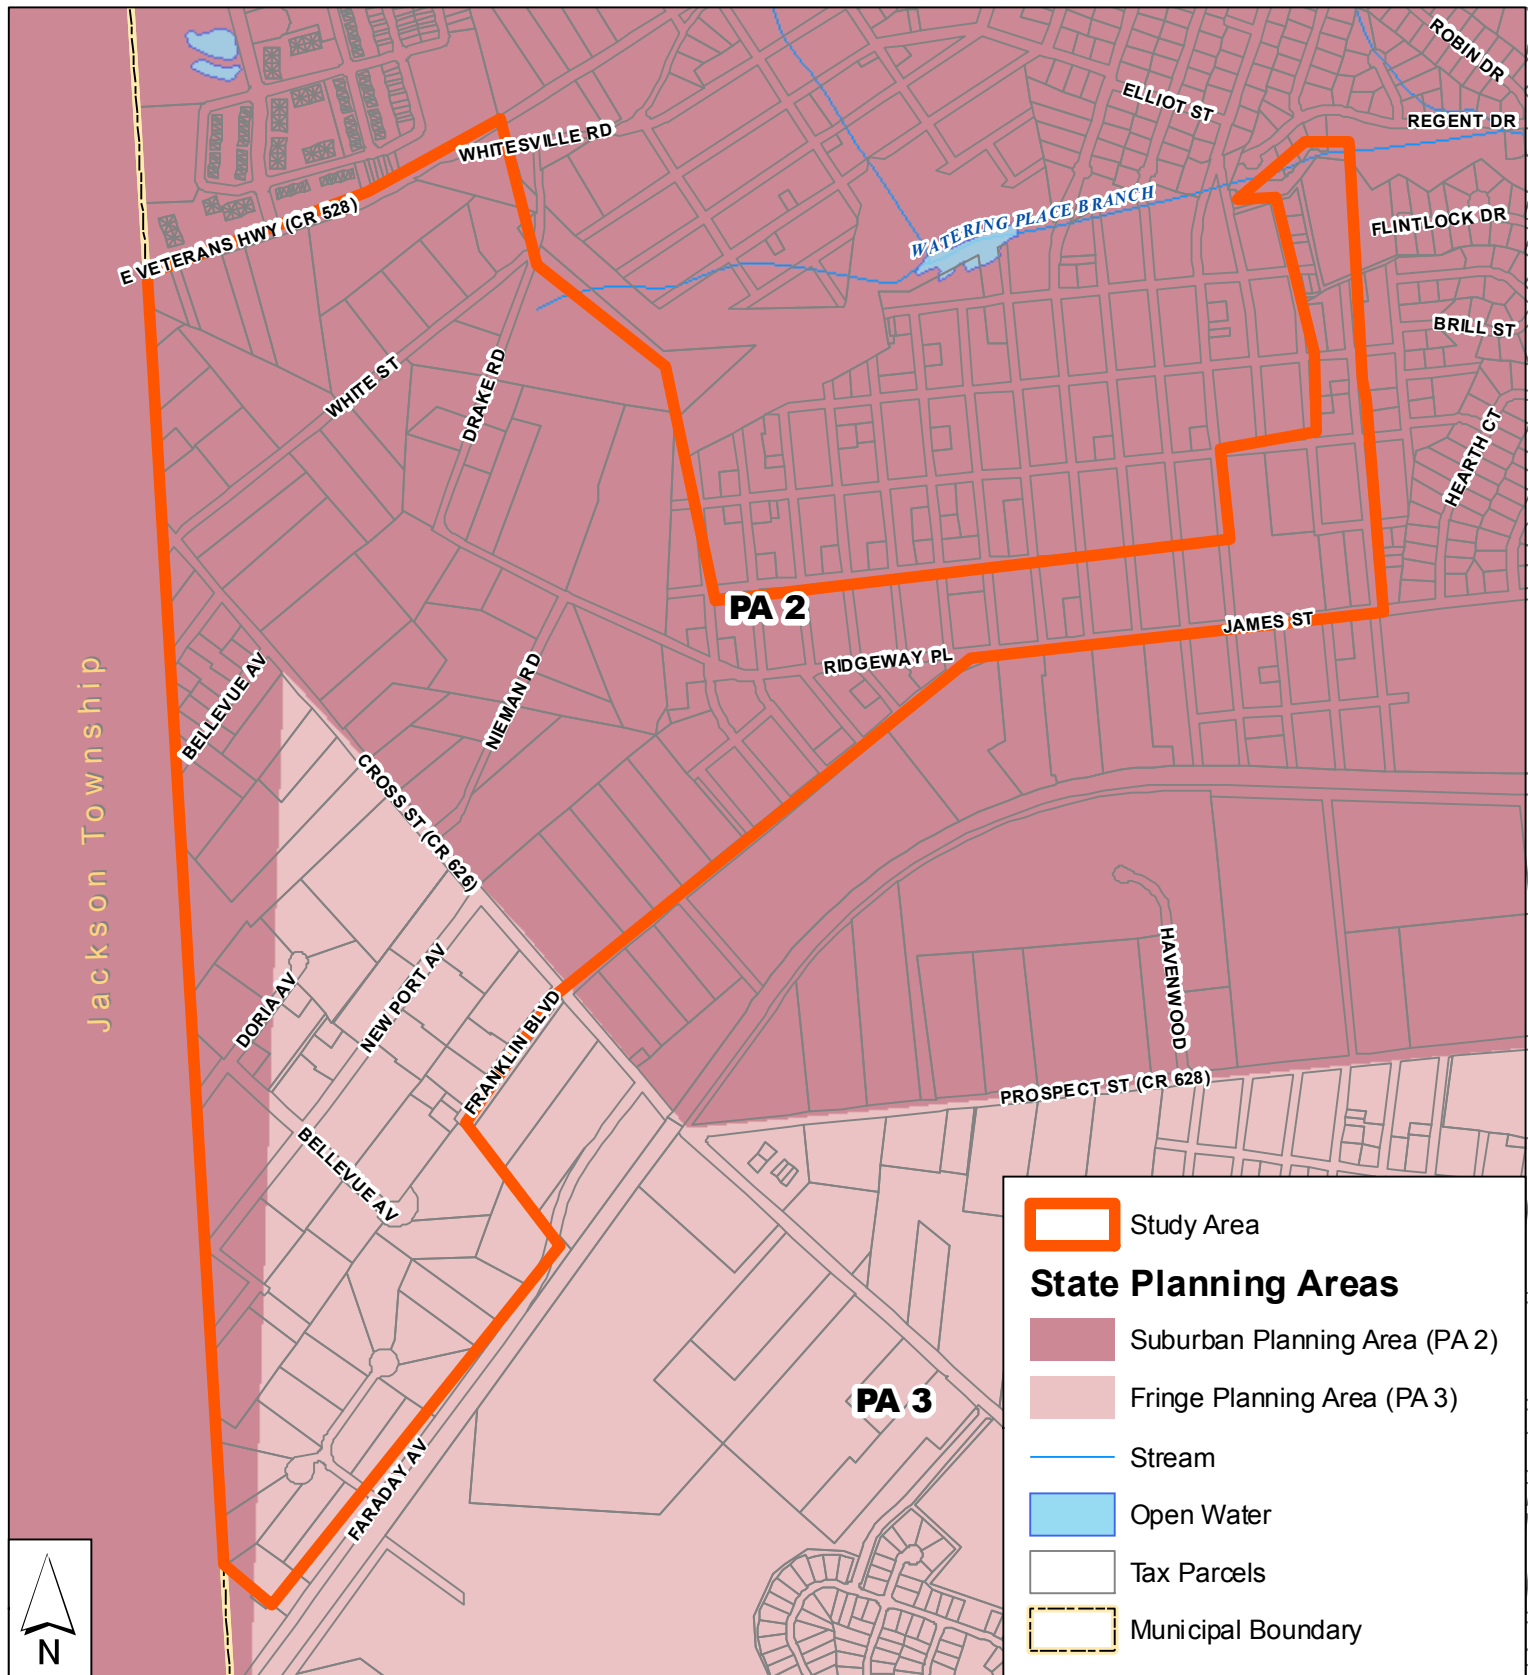 ROBIN DR
ELLIOT ST
REGENT DR
WHITESVILLE RD
WATERING PLACE BRANCH
FLINTLOCK DR
E VETERANS HWY (CR 528)
BRILL ST
WHITE ST
DRAKE RD
HEARTH CT
PA 2
JAMES ST
RIDGEWAY PL
BELLEVUE AV
NIEMAN RD
Jackson Township
CROSS ST (CR 626)
NEW PORT AV
DORIA AV
HAVENWOOD
FRANKLIN BLVD
PROSPECT ST (CR 628)
BELLEVUE AV
PA 3
FARADAY AV
N
Study Area
State Planning Areas
Suburban Planning Area (PA 2)
Fringe Planning Area (PA 3)
Stream
Open Water
Tax Parcels
Municipal Boundary